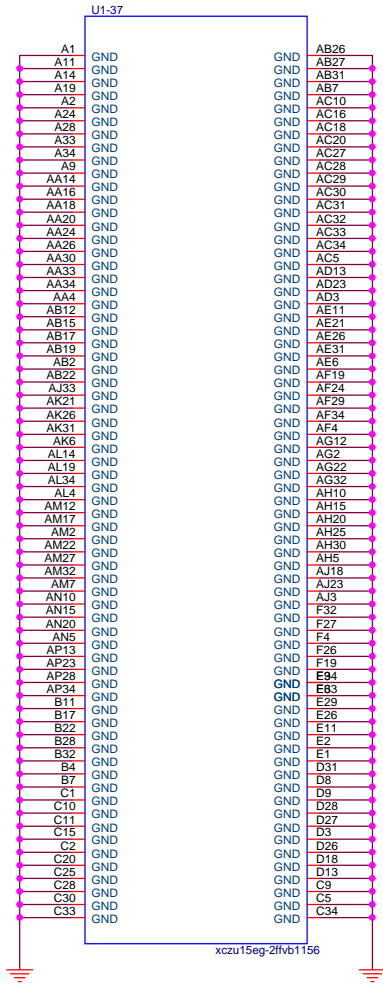 U1-37
A1 GND GND AB26
A11 GND GND AB27
A14 GND GND AB31
A19 GND GND AB7
A2 GND GND AC10
A24 GND GND AC16
A28 GND GND AC18
A33 GND GND AC20
A34 GND GND AC27
A9 GND GND AC28
AA14 GND GND AC29
AA16 GND GND AC30
AA18 GND GND AC31
AA20 GND GND AC32
AA24 GND GND AC33
AA26 GND GND AC34
AA30 GND GND AC5
AA33 GND GND AD13
AA34 GND GND AD23
AA4 GND GND AD3
AB12 GND GND AE11
AB15 GND GND AE21
AB17 GND GND AE26
AB19 GND GND AE31
AB2 GND GND AE6
AB22 GND GND AF19
AJ33 GND GND AF24
AK21 GND GND AF29
AK26 GND GND AF34
AK31 GND GND AF4
AK6 GND GND AG12
AL14 GND GND AG2
AL19 GND GND AG22
AL34 GND GND AG32
AL4 GND GND AH10
AM12 GND GND AH15
AM17 GND GND AH20
AM2 GND GND AH25
AM22 GND GND AH30
AM27 GND GND AH5
AM32 GND GND AJ18
AM7 GND GND AJ23
AN10 GND GND AJ3
AN15 GND GND F32
AN20 GND GND F27
AN5 GND GND F4
AP13 GND GND F26
AP23 GND GND F19
AP28 GND GND
AP34 GND GND
B11 GND GND E29
B17 GND GND E26
B22 GND GND E11
B28 GND GND E2
B32 GND GND E1
B4 GND GND D31
B7 GND GND D8
C1 GND GND D9
C10 GND GND D28
C11 GND GND D27
C15 GND GND D3
C2 GND GND D26
C20 GND GND D18
C25 GND GND D13
C28 GND GND C9
C30 GND GND C5
C33 GND GND C34
xczu15eg-2ffvb1156